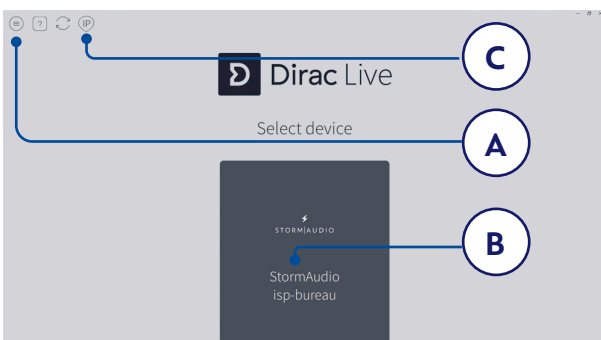 ?
IP
C
Dirac Live
A
Select device
STORM|AUDIO
B
StormAudio
isp-bureau